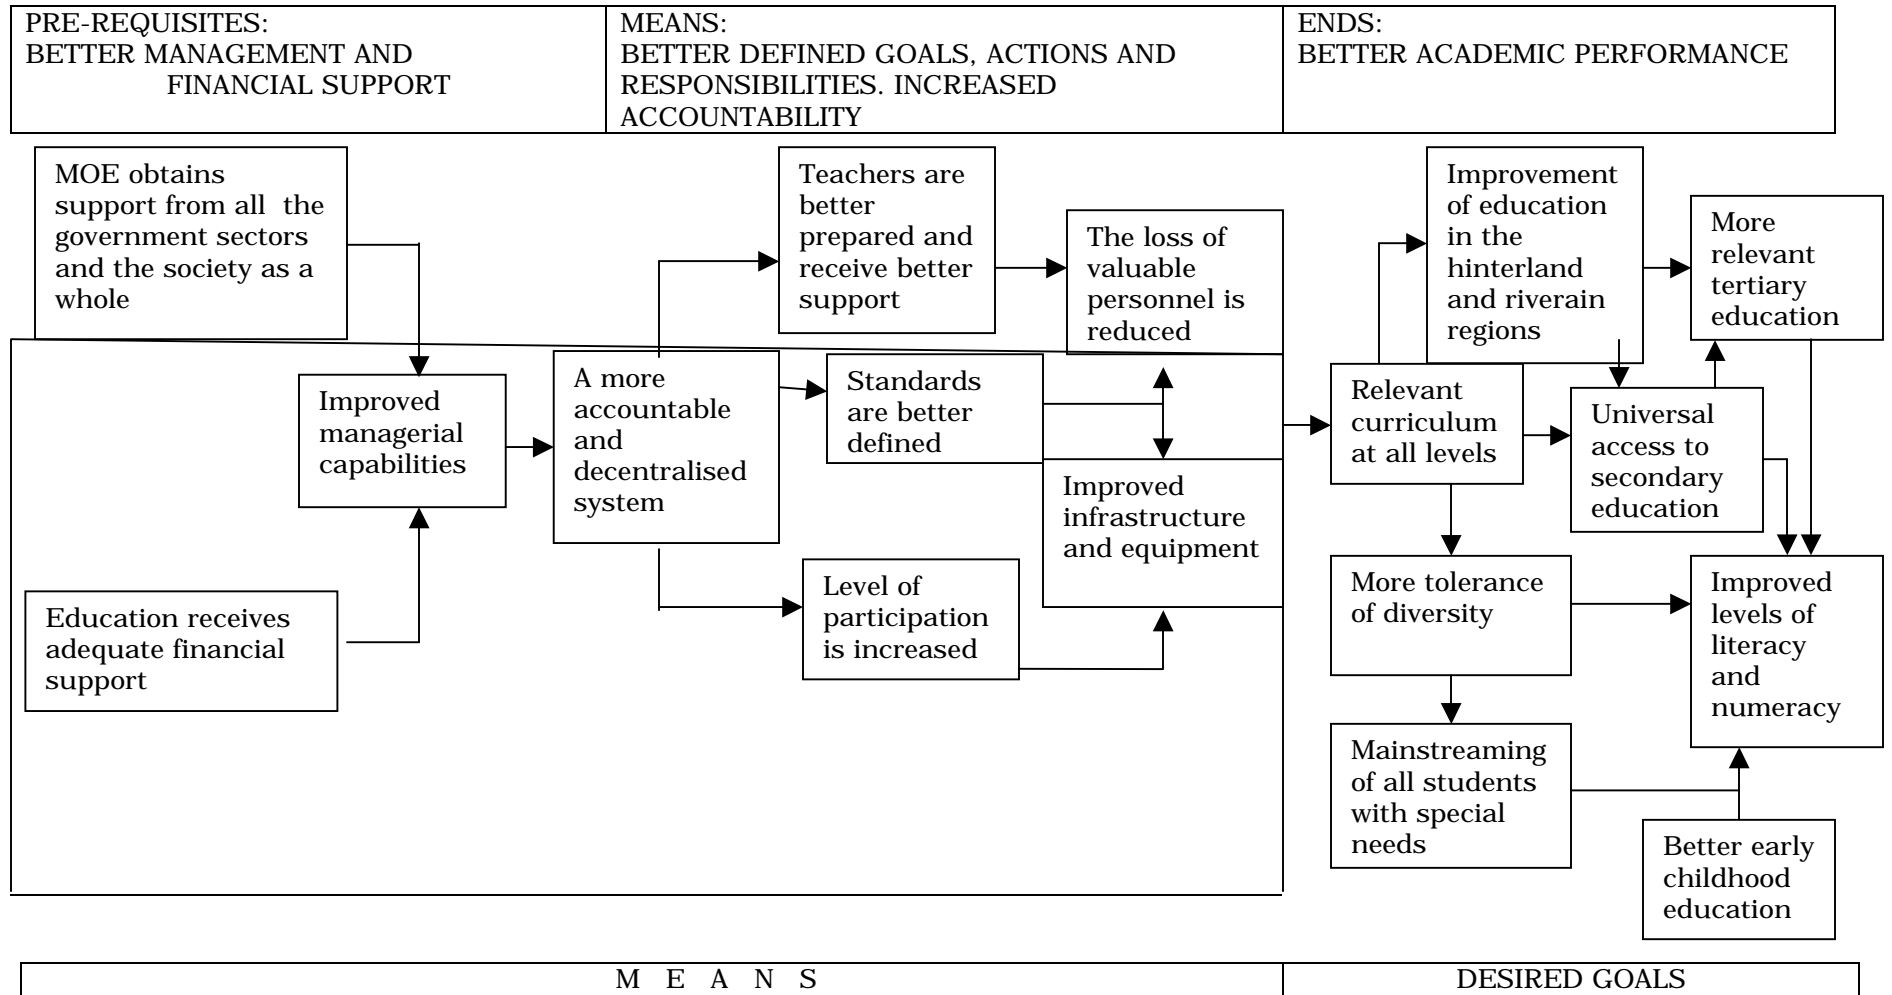 PRE-REQUISITES:
BETTER MANAGEMENT AND
FINANCIAL SUPPORT
MEANS:
BETTER DEFINED GOALS, ACTIONS AND
RESPONSIBILITIES. INCREASED
ACCOUNTABILITY
ENDS:
BETTER ACADEMIC PERFORMANCE
MOE obtains
support from all the
government sectors
and the society as a
whole
Improved
managerial
capabilities
Education receives
adequate financial
support
A more
accountable
and
decentralised
system
Teachers are
better
prepared and
receive better
support
The loss of
valuable
personnel is
reduced
Standards
are better
defined
Improved
infrastructure
and equipment
Level of
participation
is increased
Improvement
of education
in the
hinterland
and riverain
regions
More
relevant
tertiary
education
Relevant
curriculum
at all levels
Universal
access to
secondary
education
More tolerance
of diversity
Improved
levels of
literacy
and
numeracy
Mainstreaming
of all students
with special
needs
Better early
childhood
education
M E A N S
DESIRED GOALS